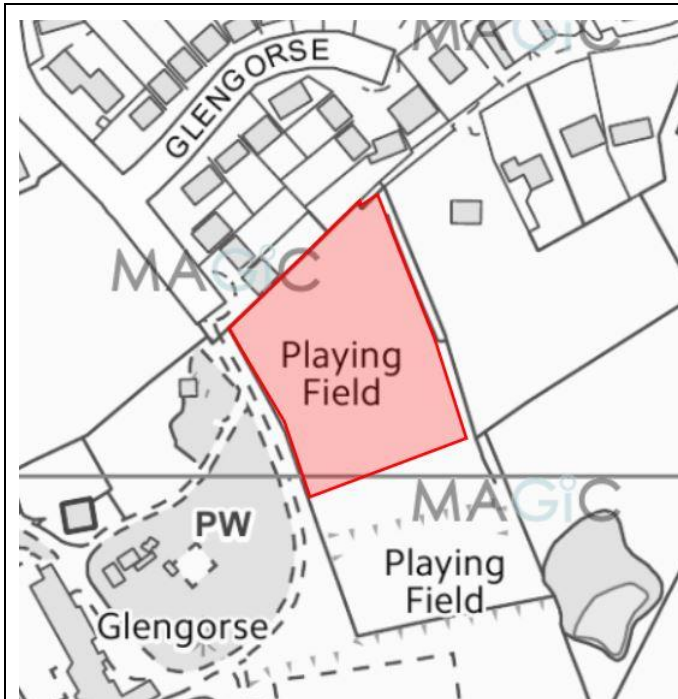 MAGiC
GLENGORSE
MAGiC
Playing
Field
MAGiC
PW
Playing
Field
Glengorse